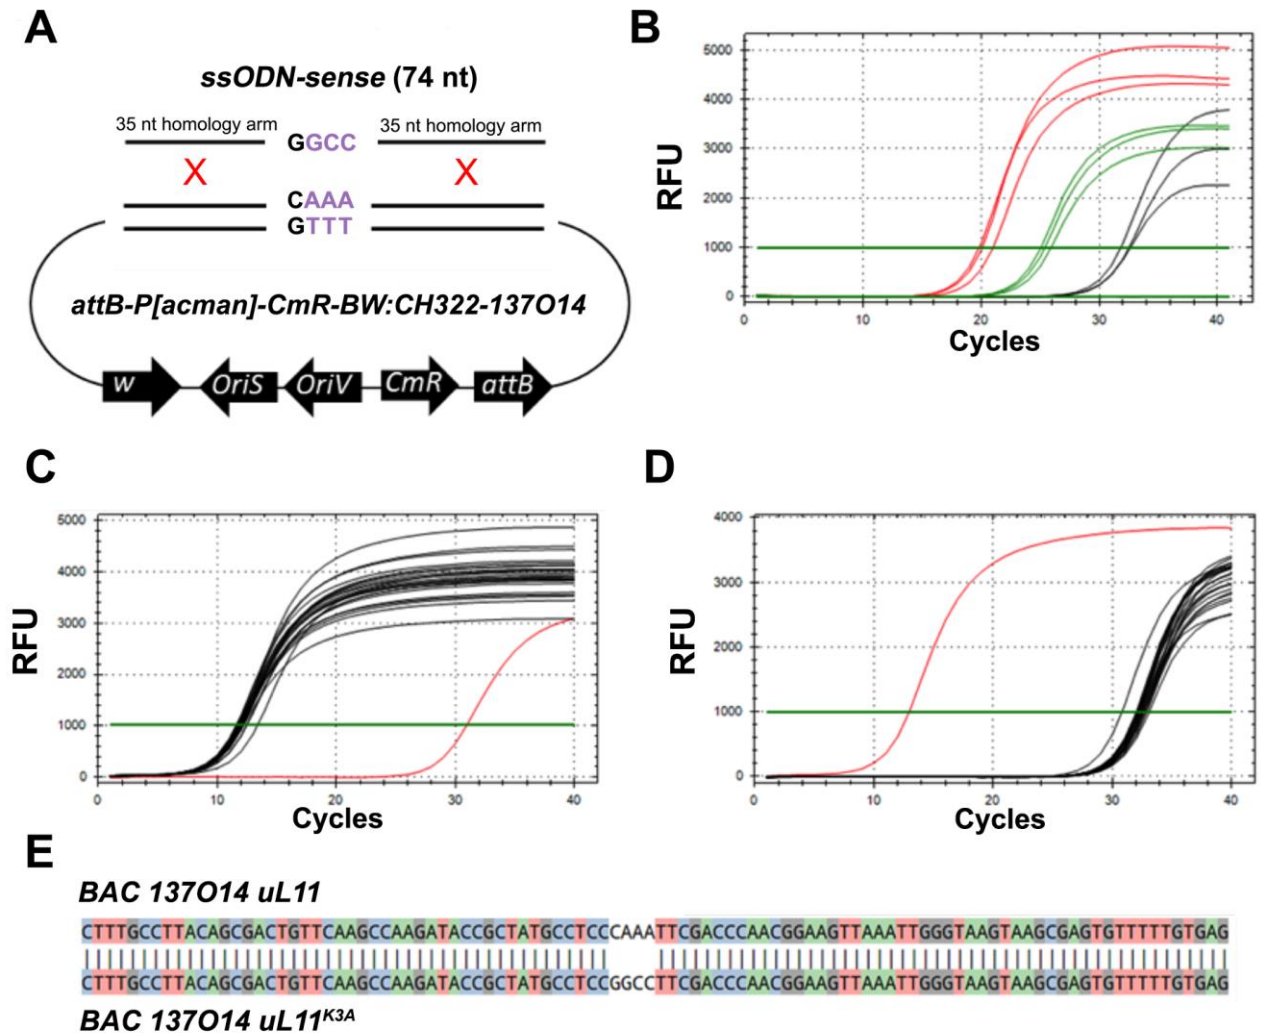 A
ssODN-sense (74 nt)
35 nt homology arm
GGCC
35 nt homology arm
X
X
CAAA
GTTT
attB-P[acman]-CmR-BW:CH322-137O14
w
OriS
OriV
CmR
attB
B
RFU
5000
4000
3000
2000
1000
0
0 10 20 30 40
Cycles
C
RFU
5000
4000
3000
2000
1000
0
0 10 20 30 40
Cycles
D
RFU
4000
3000
2000
1000
0
0 10 20 30 40
Cycles
E
BAC 137O14 uL11
CTTTGCCTTACAGCGACTGTTCAAGCCAAGATACCGCTATGCCTCCCAAATTCGACCCAACGGAAGTTAAATTGGGTAAGTAAGCGAGTGTTTTTGTGAG
CTTTGCCTTACAGCGACTGTTCAAGCCAAGATACCGCTATGCCTCCGGCCTTCGACCCAACGGAAGTTAAATTGGGTAAGTAAGCGAGTGTTTTTGTGAG
BAC 137O14 uL11K3A